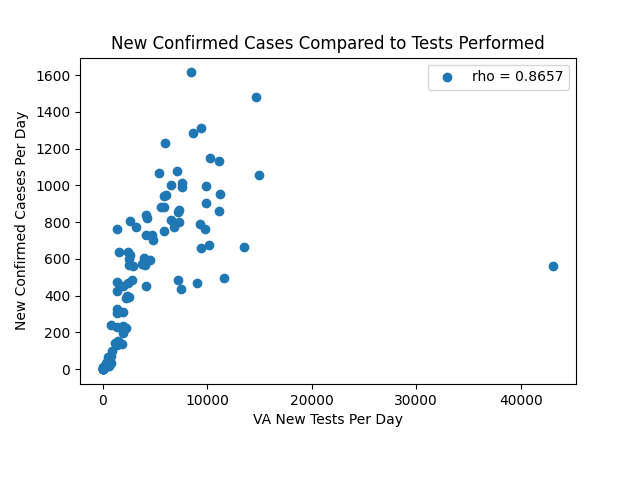 New Confirmed Cases Compared to Tests Performed
rho = 0.8657
New Confirmed Caeses Per Day
1600
1400
1200
1000
800
600
400
200
0
0 10000 20000 30000 40000
VA New Tests Per Day